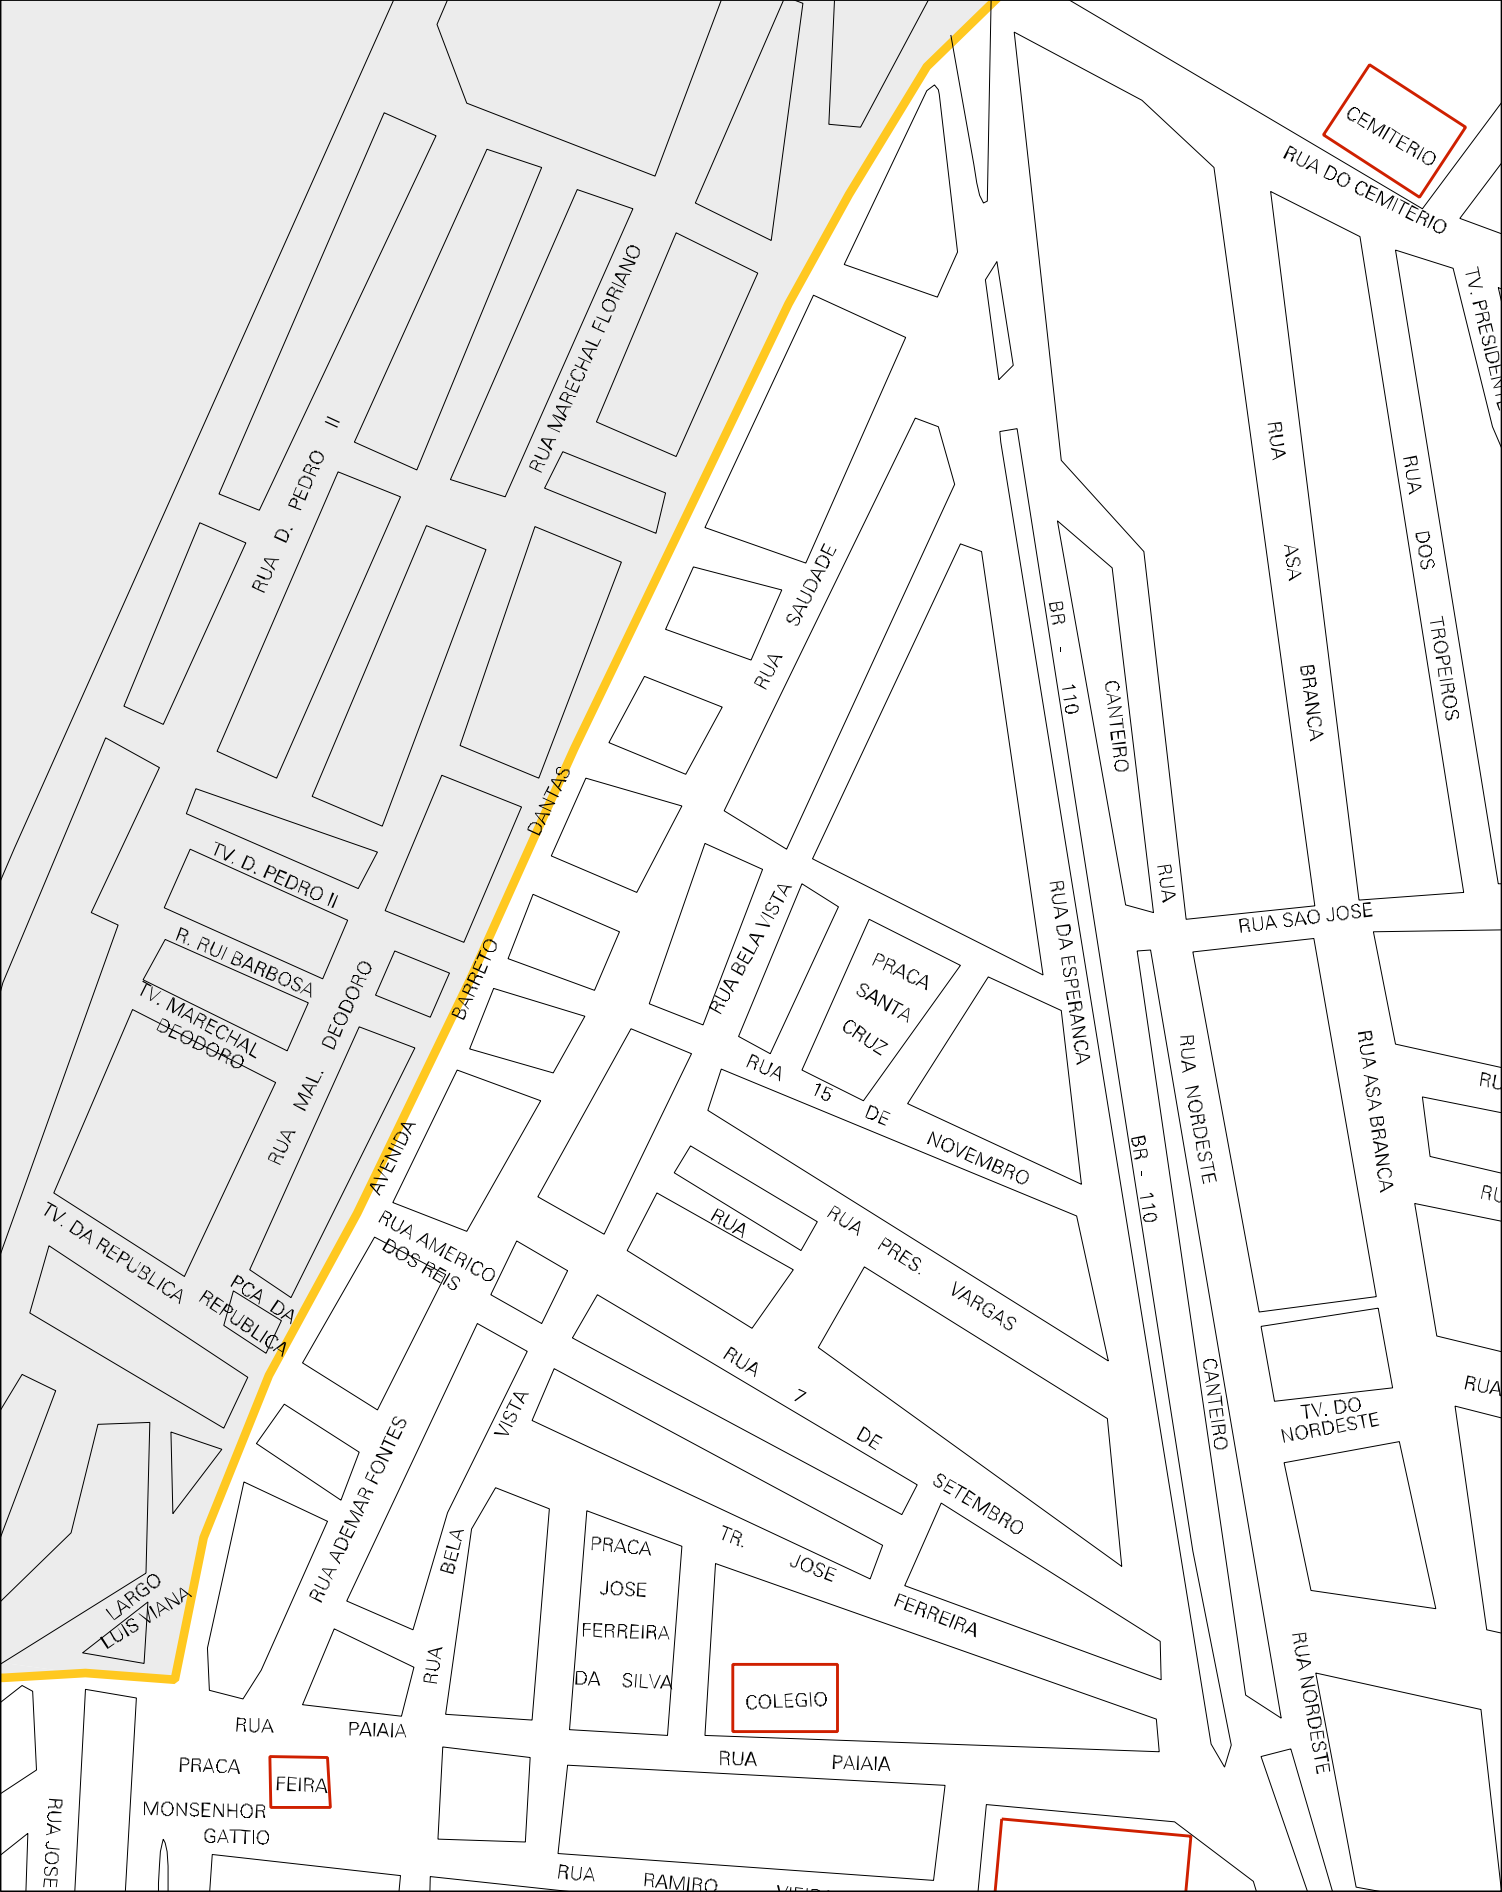 CEMITERIO
RUA DO CEMITERIO
RUA MARECHAL FLORIANO
TV. PRESIDENT
RUA D. PEDRO II
RUA ASA BRANCA
RUA DOS TROPEIROS
RUA SAUDADE
BR - 110
CANTEIRO
RUA
AVENIDA BARRETO DANTAS
TV. D. PEDRO II
R. RUI BARBOSA
TV. MARECHAL
DEODORO
RUA MAL. DEODORO
RUA BELA VISTA
PRACA
SANTA
CRUZ
RUA DA ESPERANCA
RUA SAO JOSE
RUA 15 DE NOVEMBRO
RUA NORDESTE
RUA ASA BRANCA
RU
RU
BR - 110
TV. DA REPUBLICA
PCA. DA
REPUBLICA
RUA AMERICO
DOS REIS
RUA
RUA PRES. VARGAS
RUA 7 DE SETEMBRO
CANTEIRO
TV. DO
NORDESTE
RUA
RUA ADEMAR FONTES
RUA BELA VISTA
TR. JOSE FERREIRA
PRACA
JOSE
FERREIRA
DA SILVA
LARGO
LUIS VIANA
COLEGIO
RUA NORDESTE
RUA PAIAIA
RUA PAIAIA
PRACA
FEIRA
MONSENHOR
GATTIO
RUA JOSE
RUA RAMIRO